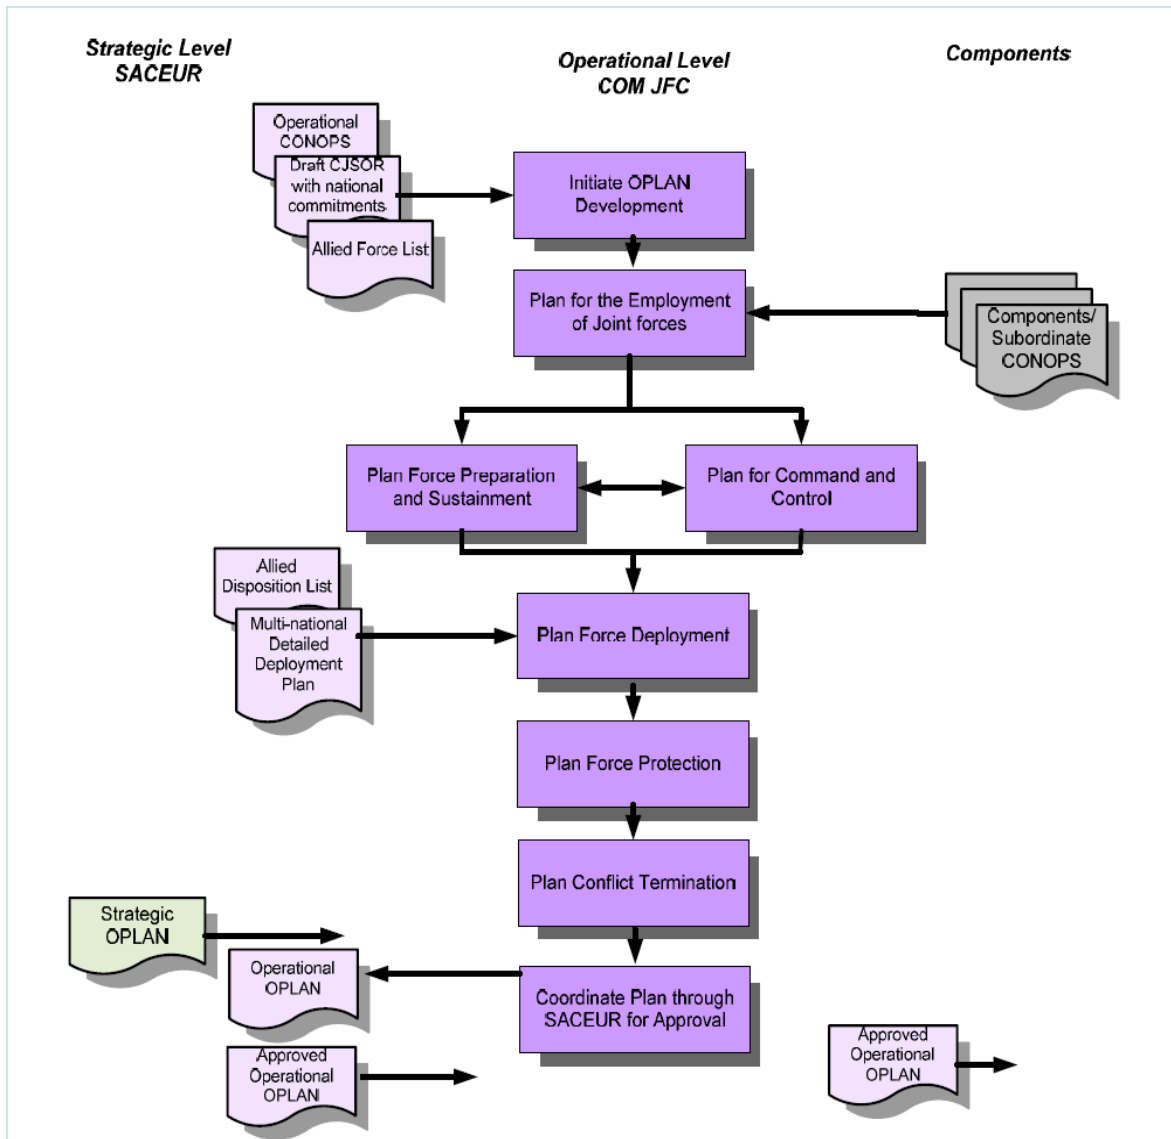 Strategic Level
SACEUR
Operational Level
COM JFC
Components
Operational
CONOPS
Draft CJSOR
with national
commitments
Allied Force List
Initiate OPLAN
Development
Plan for the Employment
of Joint forces
Components/
Subordinate
CONOPS
Plan Force Preparation
and Sustainment
Plan for Command and
Control
Allied
Disposition List
Multi-national
Detailed
Deployment
Plan
Plan Force Deployment
Plan Force Protection
Plan Conflict Termination
Strategic
OPLAN
Operational
OPLAN
Coordinate Plan through
SACEUR for Approval
Approved
Operational
OPLAN
Approved
Operational
OPLAN